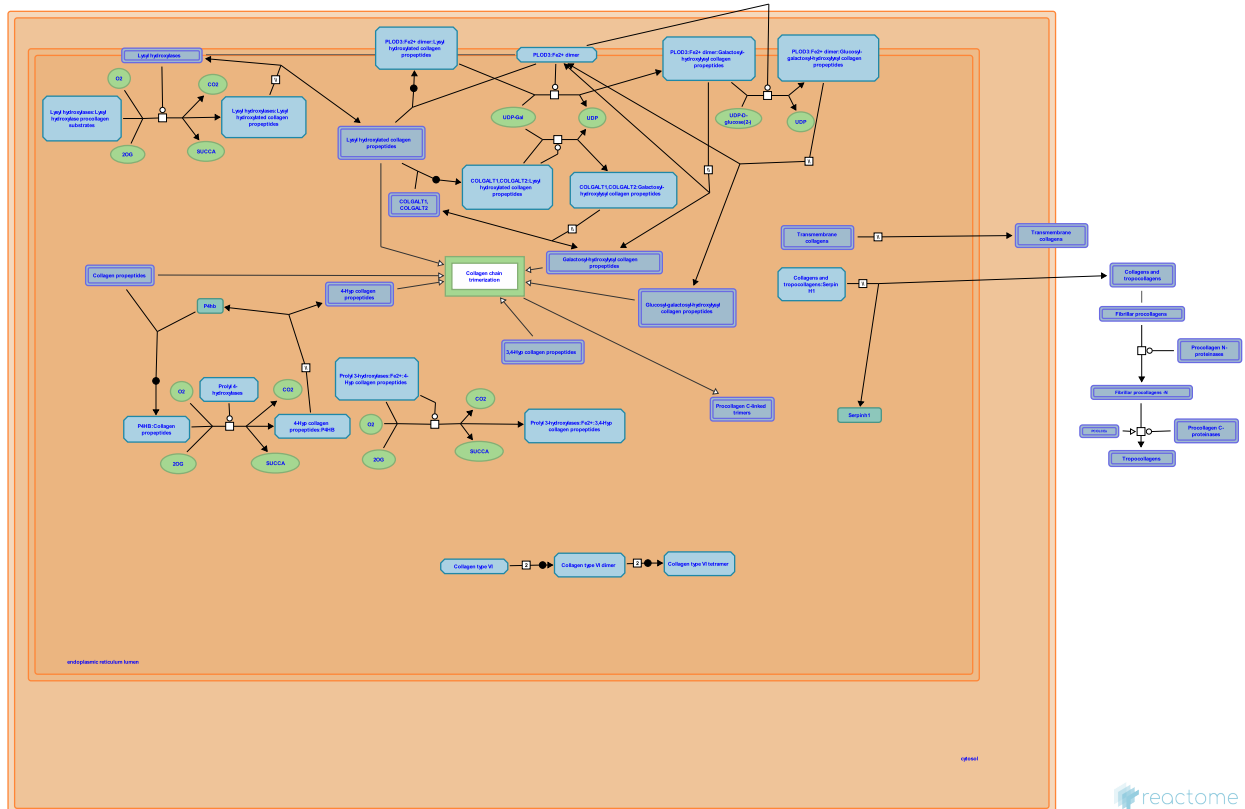 PLOD3:Fe2+ dimer:Lysyl
hydroxylated collagen
propeptides
PLOD3:Fe2+ dimer
PLOD3:Fe2+ dimer:Galactosyl-
hydroxylysyl collagen
propeptides
PLOD3:Fe2+ dimer:Glucosyl-
galactosyl-hydroxylysyl collagen
propeptides
Lysyl hydroxylases
O2
CO2
Lysyl hydroxylases:Lysyl
hydroxylase procollagen
substrates
Lysyl hydroxylases:Lysyl
hydroxylated collagen
propeptides
2OG
SUCCA
UDP-Gal
UDP
UDP-D-
glucose(2-)
UDP
Lysyl hydroxylated collagen
propeptides
COLGALT1,COLGALT2:Lysyl
hydroxylated collagen
propeptides
COLGALT1,COLGALT2:Galactosyl-
hydroxylysyl collagen
propeptides
COLGALT1,
COLGALT2
Transmembrane
collagens
Transmembrane
collagens
Galactosyl-hydroxylysyl collagen
propeptides
Collagen propeptides
Collagen chain
trimerization
Collagens and
tropocollagens:Serpin
H1
Collagens and
tropocollagens
4-Hyp collagen
propeptides
P4hb
Glucosyl-galactosyl-hydroxylysyl
collagen propeptides
Fibrillar procollagens
3,4-Hyp collagen propeptides
Procollagen N-
proteinases
Prolyl 3-hydroxylases:Fe2+:4-
Hyp collagen propeptides
O2
Prolyl 4-
hydroxylases
CO2
Fibrillar procollagens -N
CO2
Procollagen C-linked
trimers
Serpinh1
P4HB:Collagen
propeptides
4-Hyp collagen
propeptides:P4HB
O2
Prolyl 3-hydroxylases:Fe2+:3,4-Hyp
collagen propeptides
Procollagen C-
proteinases
2OG
SUCCA
2OG
SUCCA
Tropocollagens
Collagen type VI
2
Collagen type VI dimer
2
Collagen type VI tetramer
endoplasmic reticulum lumen
cytosol
reactome